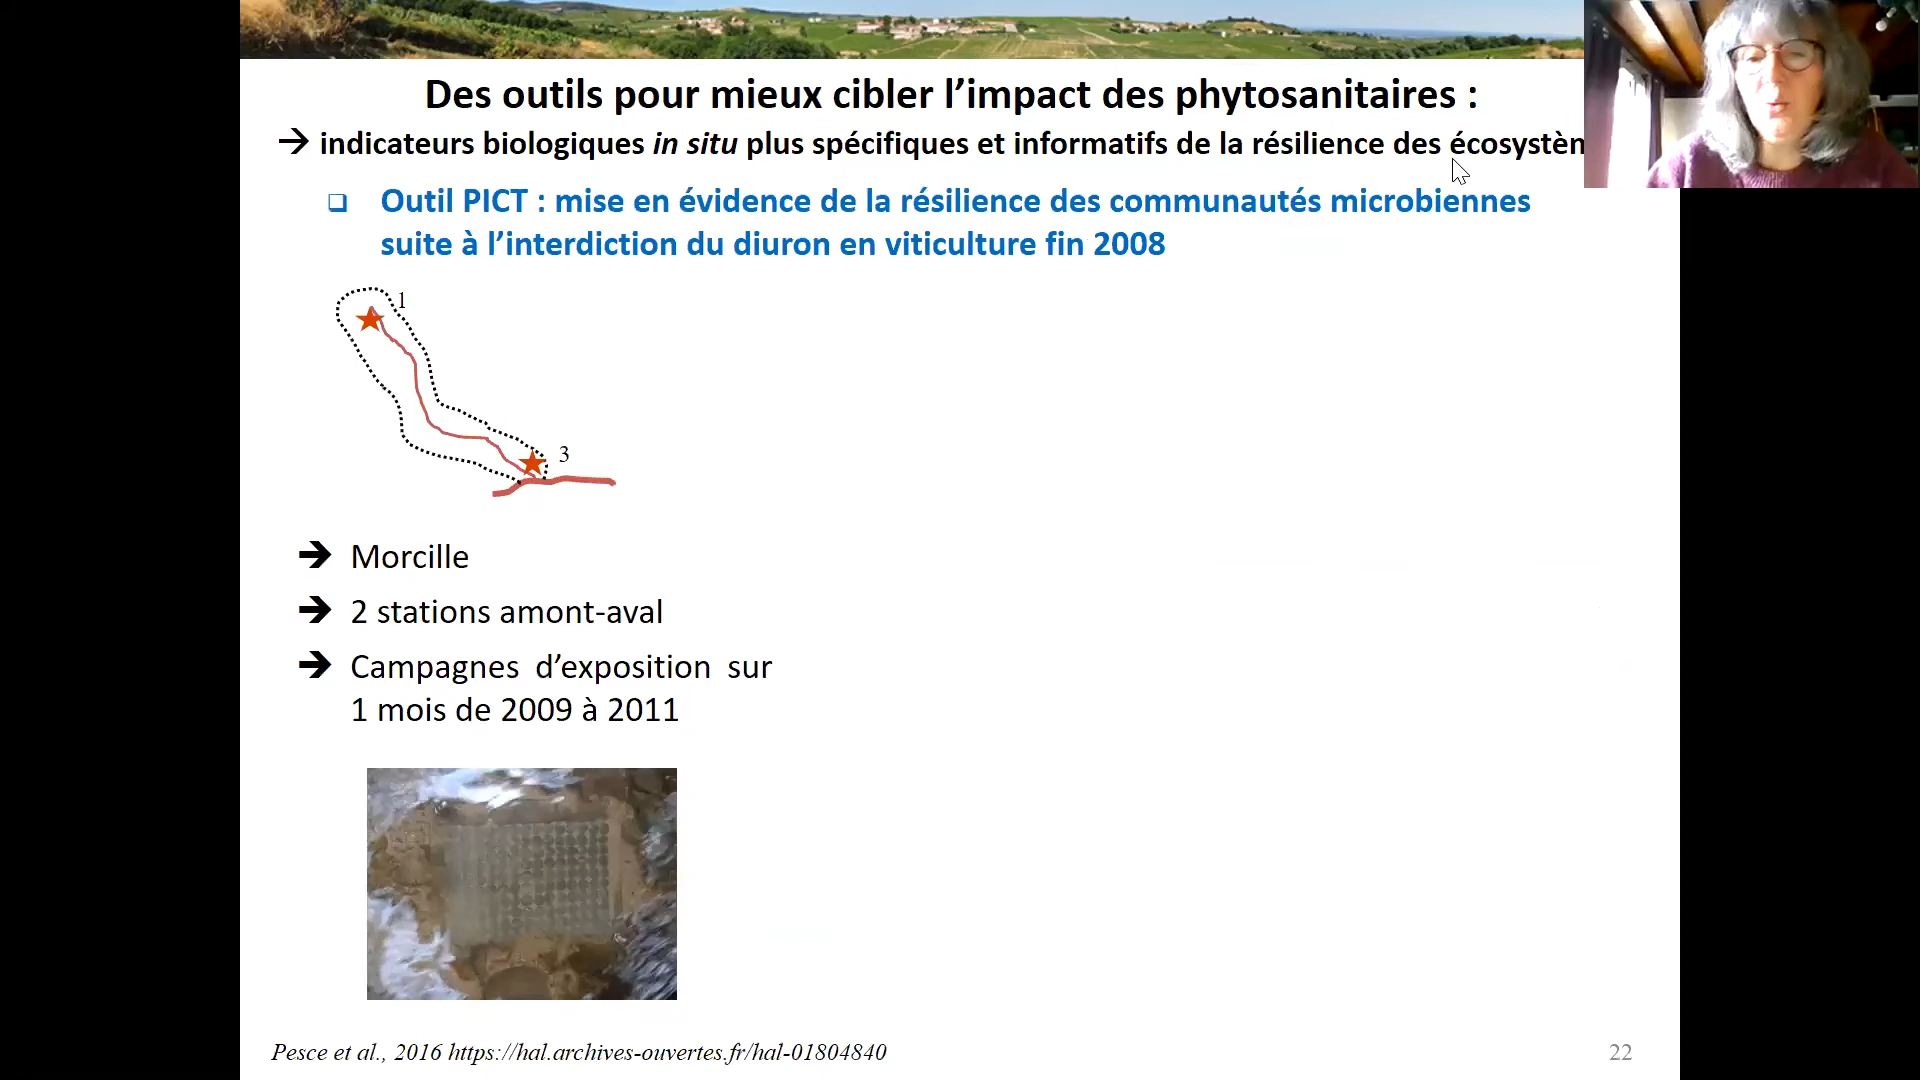 Des outils pour mieux cibler l’impact des phytosanitaires :
→ indicateurs biologiques in situ plus spécifiques et informatifs de la résilience des
❑ Outil PICT : mise en évidence de la résilience des communautés microbiennes
suite à l’interdiction du diuron en viticulture fin 2008
1
3
➔ Morcille
➔ 2 stations amont-aval
➔ Campagnes d’exposition sur
1 mois de 2009 à 2011
Pesce et al., 2016 https://hal.archives-ouvertes.fr/hal-01804840
22